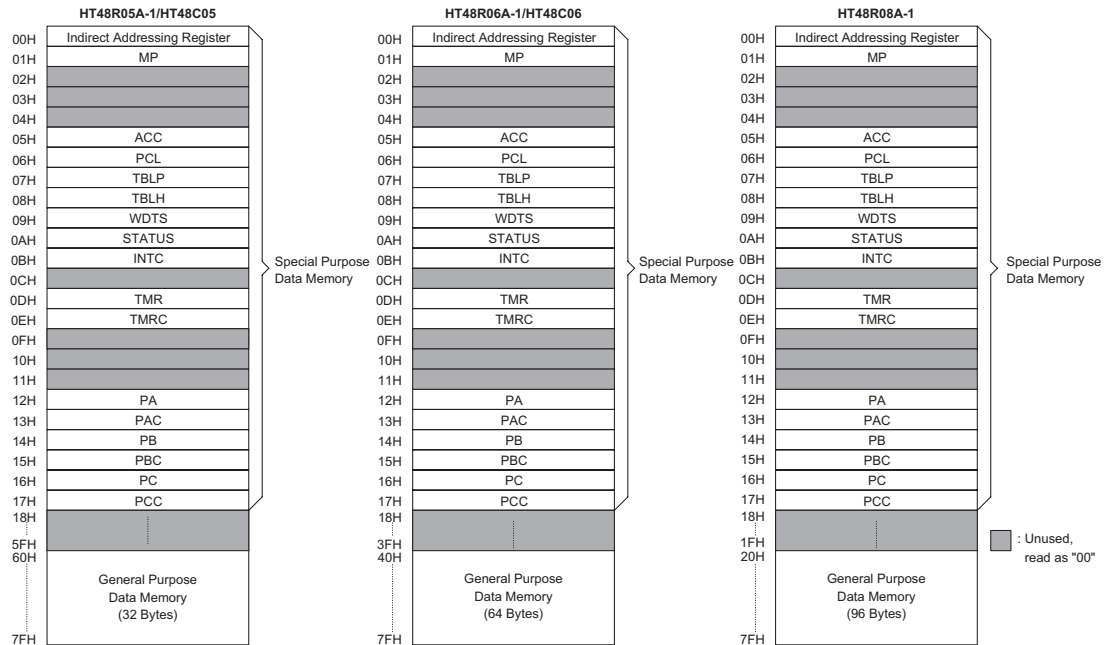 HT48R05A-1/HT48C05
00H Indirect Addressing Register
01H MP
02H
03H
04H
05H ACC
06H PCL
07H TBLP
08H TBLH
09H WDTS
0AH STATUS
0BH INTC
0CH
0DH TMR
0EH TMRC
0FH
10H
11H
12H PA
13H PAC
14H PB
15H PBC
16H PC
17H PCC
18H
5FH
60H
General Purpose
Data Memory
(32 Bytes)
7FH
Special Purpose
Data Memory
HT48R06A-1/HT48C06
00H Indirect Addressing Register
01H MP
02H
03H
04H
05H ACC
06H PCL
07H TBLP
08H TBLH
09H WDTS
0AH STATUS
0BH INTC
0CH
0DH TMR
0EH TMRC
0FH
10H
11H
12H PA
13H PAC
14H PB
15H PBC
16H PC
17H PCC
18H
3FH
40H
General Purpose
Data Memory
(64 Bytes)
7FH
Special Purpose
Data Memory
HT48R08A-1
00H Indirect Addressing Register
01H MP
02H
03H
04H
05H ACC
06H PCL
07H TBLP
08H TBLH
09H WDTS
0AH STATUS
0BH INTC
0CH
0DH TMR
0EH TMRC
0FH
10H
11H
12H PA
13H PAC
14H PB
15H PBC
16H PC
17H PCC
18H
1FH
20H
General Purpose
Data Memory
(96 Bytes)
7FH
Special Purpose
Data Memory
: Unused,
read as "00"